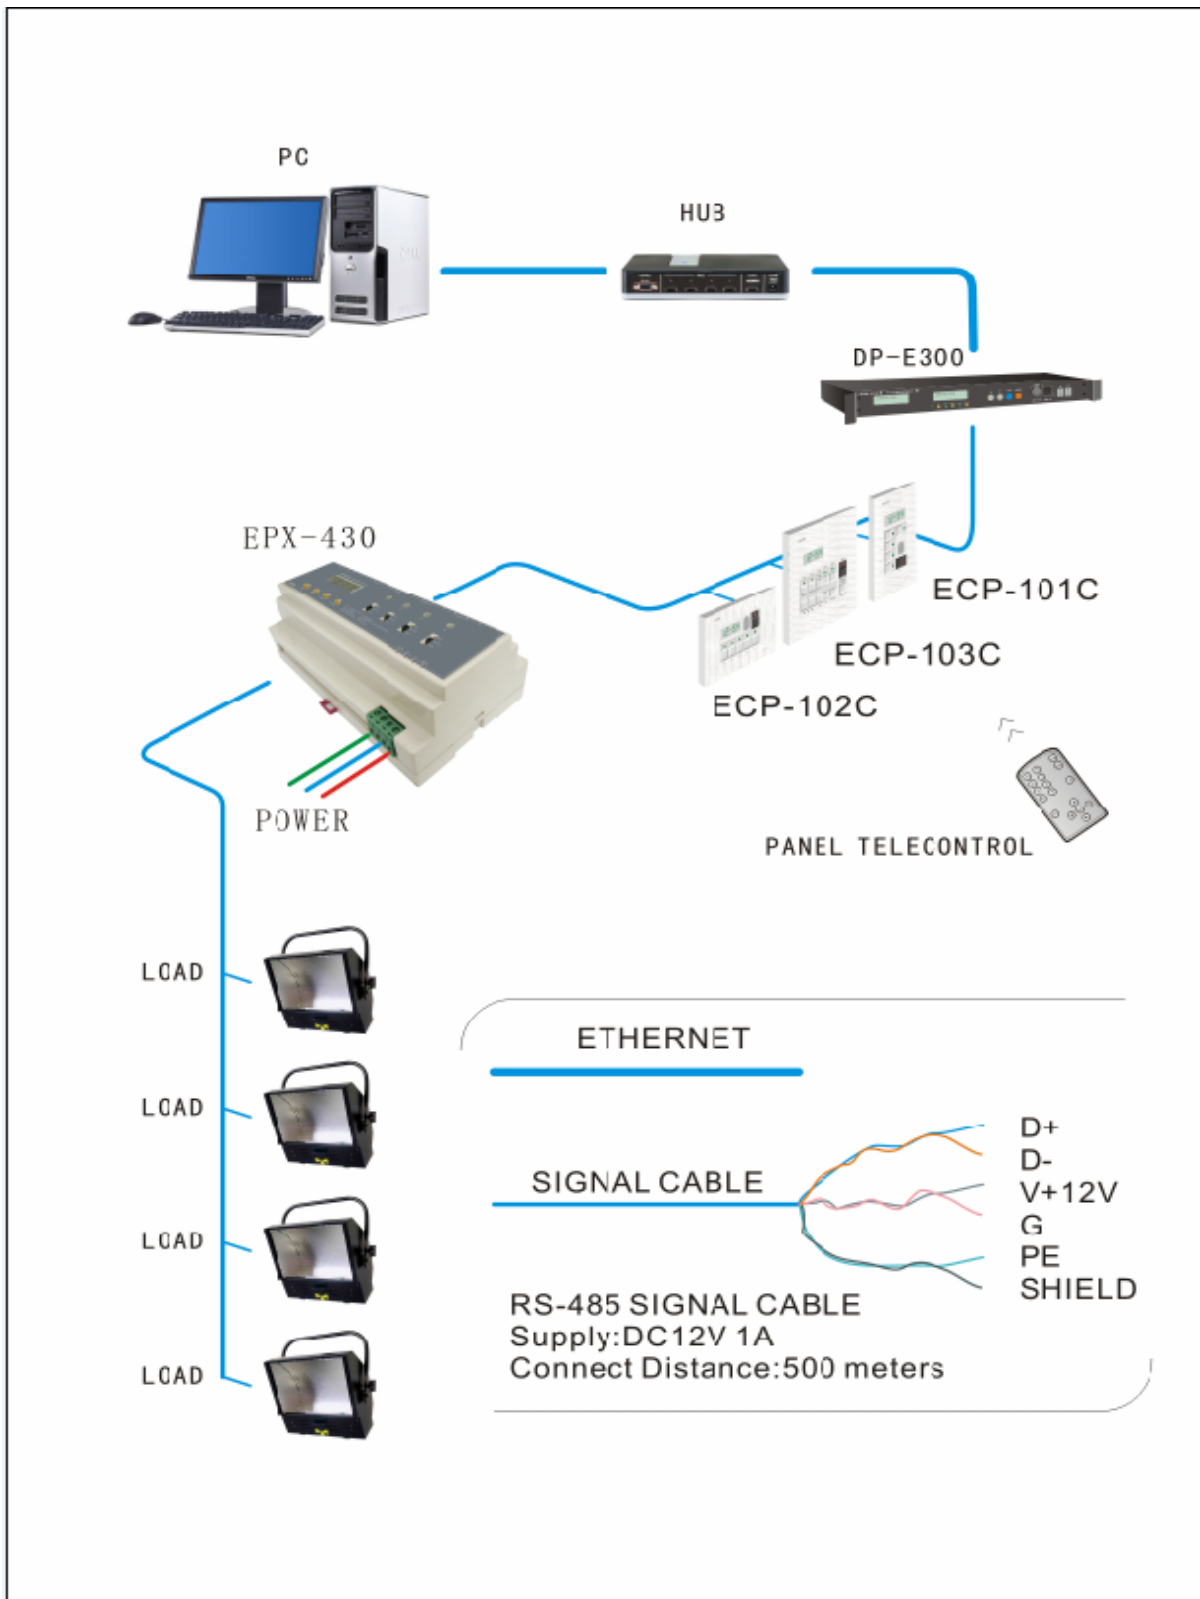 PC
HUB
DP-E300
EPX-430
ECP-101C
ECP-103C
ECP-102C
POWER
PANEL TELECONTROL
LOAD
LOAD
LOAD
LOAD
ETHERNET
SIGNAL CABLE
D+
D-
V+12V
G
PE
SHIELD
RS-485 SIGNAL CABLE
Supply:DC12V 1A
Connect Distance:500 meters